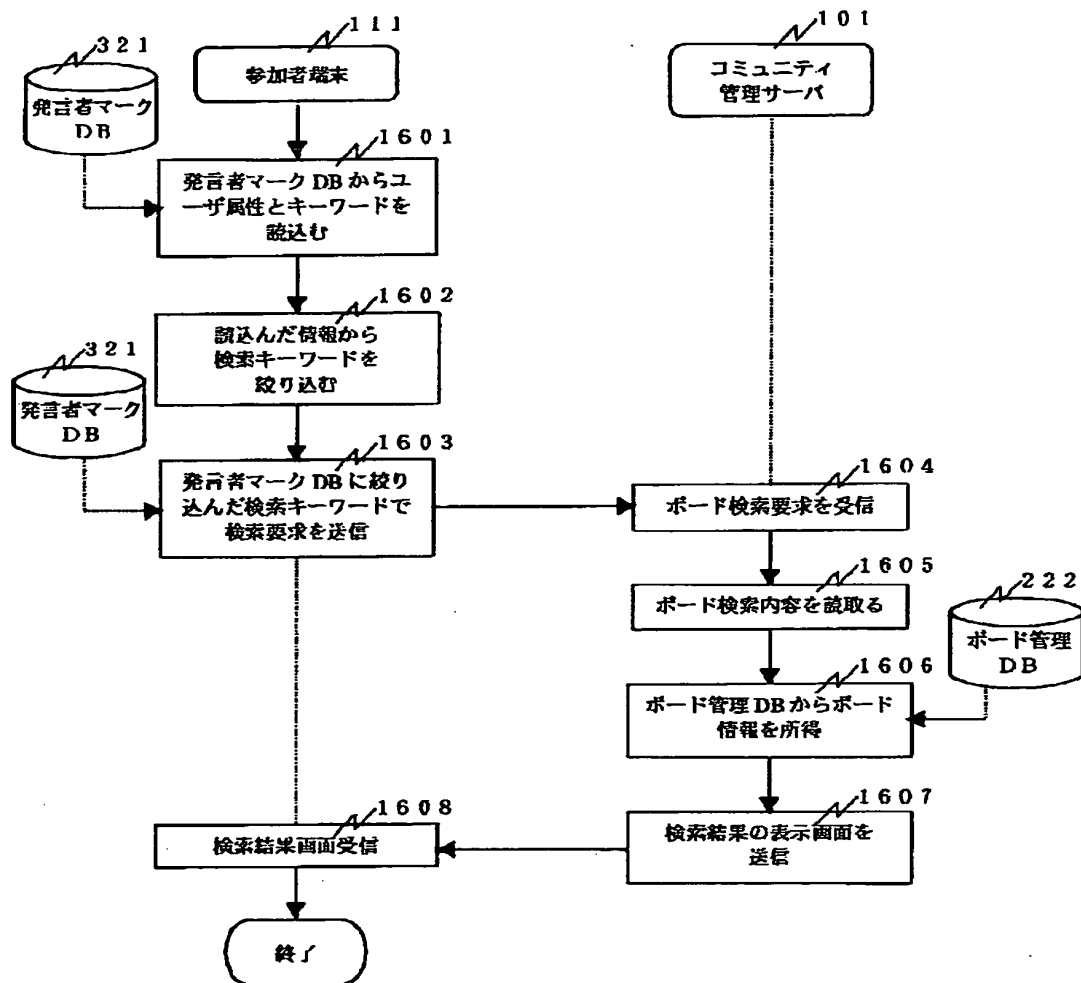 321
発言者マーク
DB
111
参加者端末
101
コミュニティ
管理サーバ
1601
発言者マークDBからユ
ーザ属性とキーワードを
読込む
1602
読込んだ情報から
検索キーワードを
絞り込む
321
発言者マーク
DB
1603
発言者マークDBに絞り
込んだ検索キーワードで
検索要求を送信
1604
ボード検索要求を受信
1605
ボード検索内容を読取る
222
ボード管理
DB
1606
ボード管理DBからボード
情報を所得
1607
検索結果の表示画面を
送信
1608
検索結果画面受信
終了